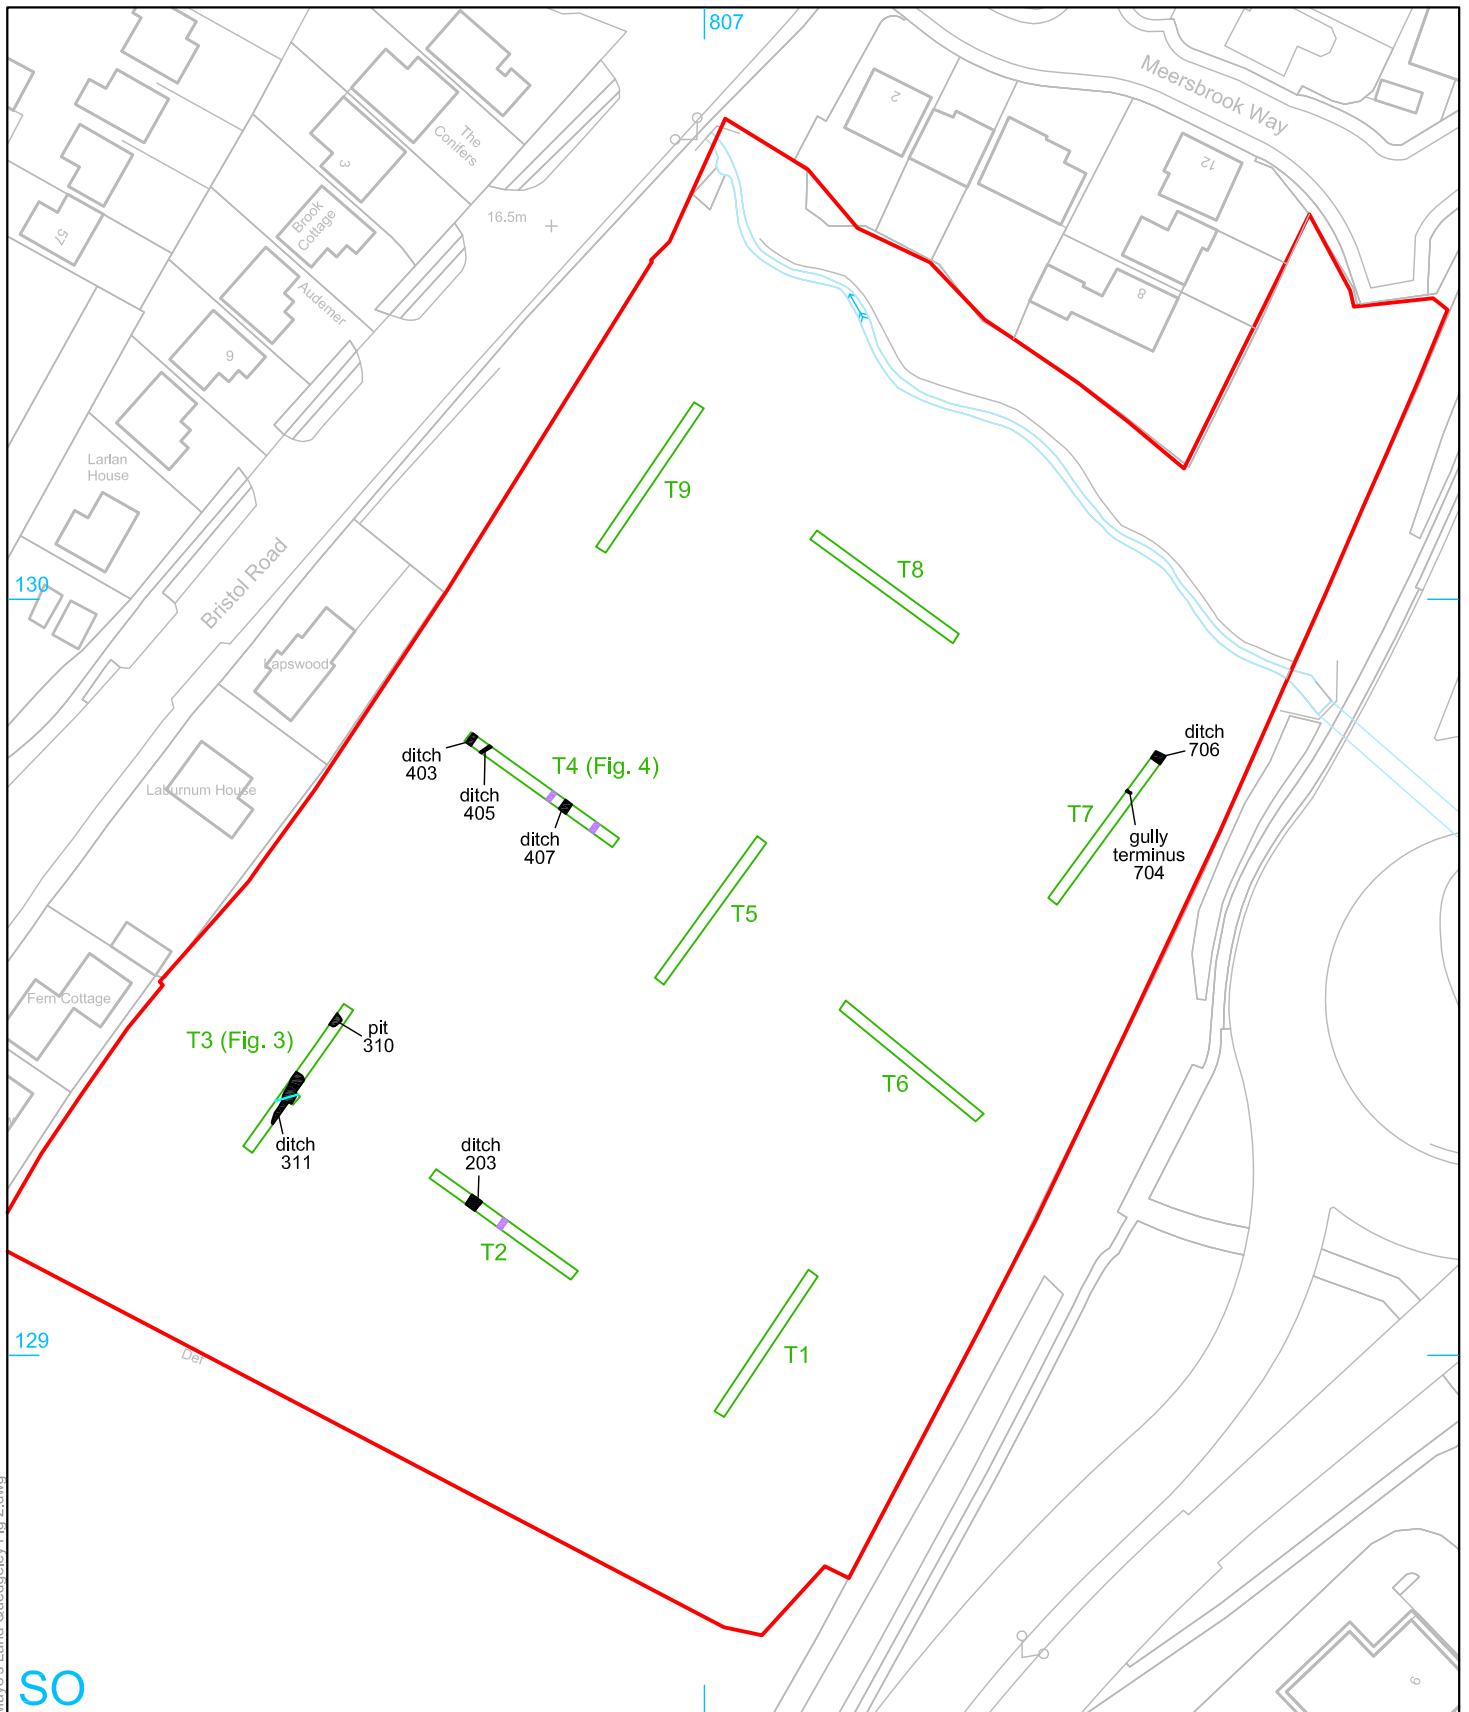 807
Meersbrook Way
2
12
8
The
Conifers
3
Brook
Cottage
57
16.5m
Audemer
9
Larlan
House
Bristol Road
130
Lapswood
Laburnum House
Fern Cottage
T9
T8
T4 (Fig. 4)
ditch
403
ditch
405
ditch
407
ditch
706
T7
gully
terminus
704
T5
T3 (Fig. 3)
pit
310
ditch
311
T6
ditch
203
T2
129
Def
T1
SO
9